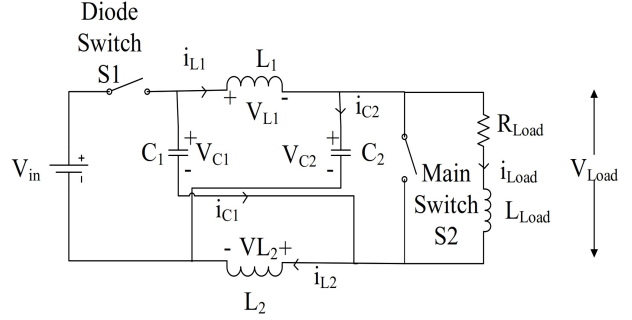 Diode
Switch
S1
iL1
L1
+ VL1 -
iC2
C1
+
VC1
-
VC2
+
-
C2
Vin
+
-
RLoad
iLoad
LLoad
VLoad
Main
Switch
S2
iC1
- VL2+
iL2
L2